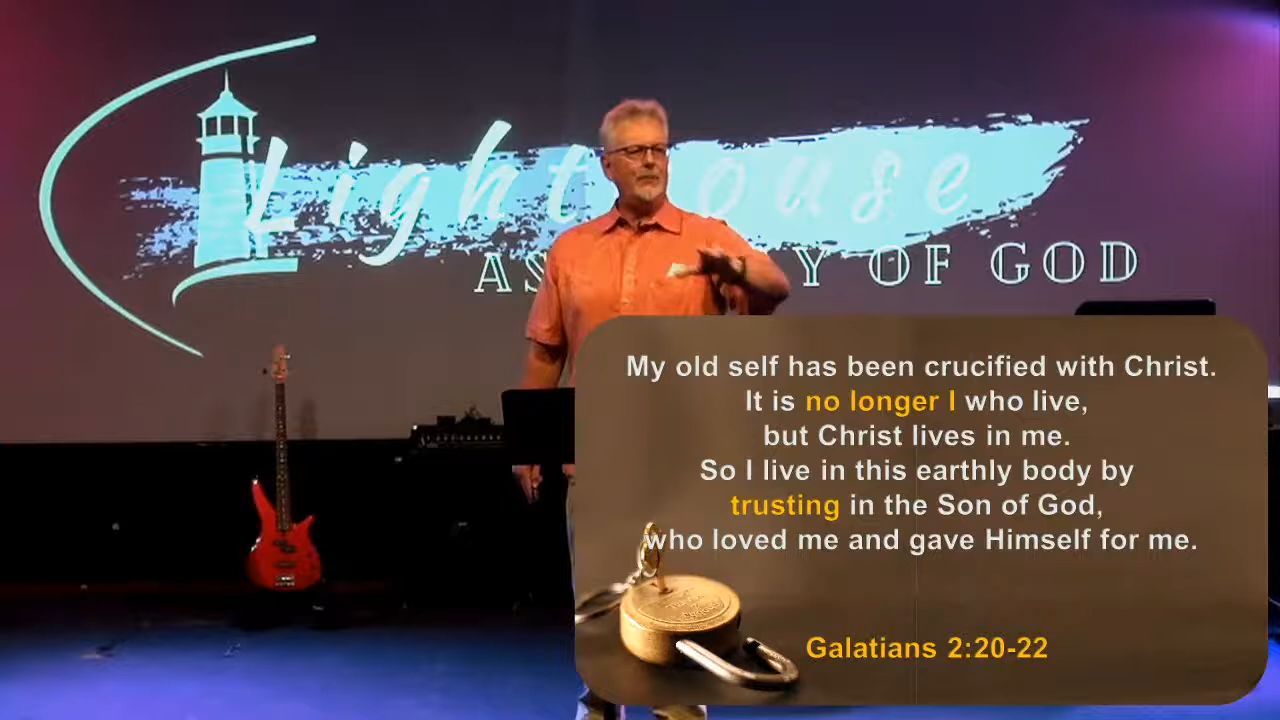 Lighthouse
AS Y OF GOD
My old self has been crucified with Christ.
It is no longer I who live,
but Christ lives in me.
So I live in this earthly body by
trusting in the Son of God,
who loved me and gave Himself for me.
Galatians 2:20-22